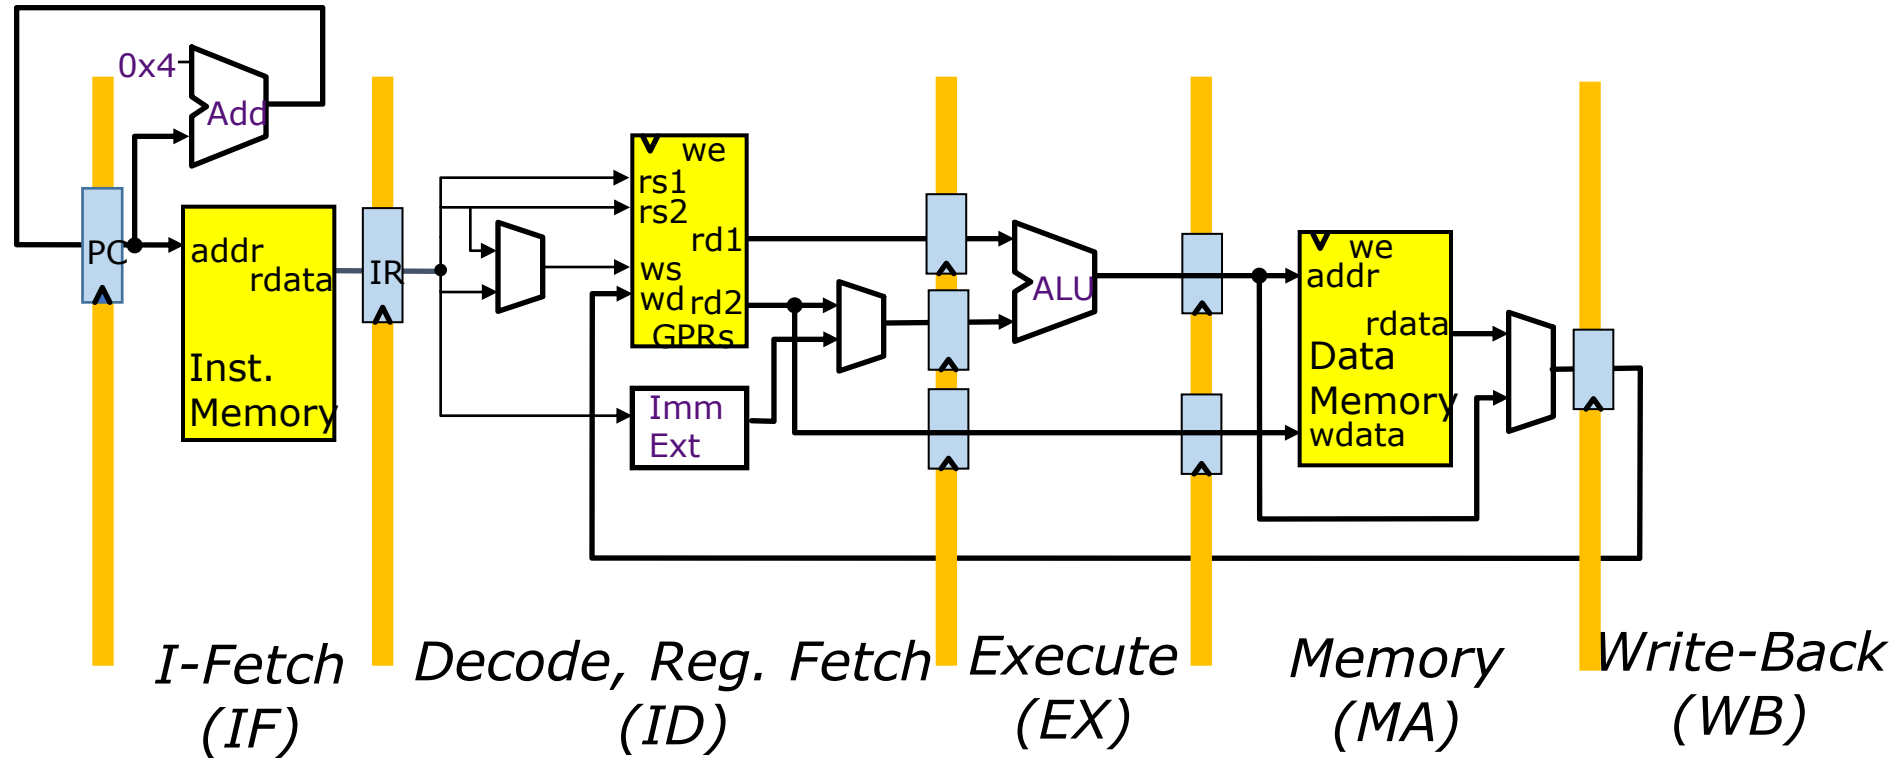 0x4
Add
PC
addr
rdata
Inst.
Memory
IR
we
rs1
rs2
rd1
ws
wd
rd2
GPRs
Imm
Ext
ALU
we
addr
rdata
Data
Memory
wdata
I-Fetch
(IF)
Decode, Reg. Fetch
(ID)
Execute
(EX)
Memory
(MA)
Write-Back
(WB)